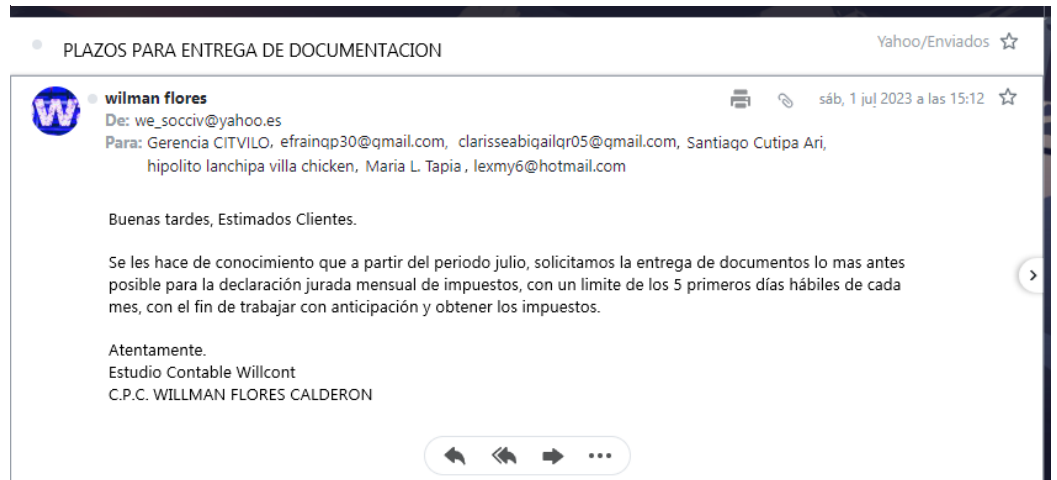 PLAZOS PARA ENTREGA DE DOCUMENTACION
Yahoo/Enviados
wilman flores
sáb, 1 jul 2023 a las 15:12
De: we_socciv@yahoo.es
Para: Gerencia CITVILO, efrainqp30@gmail.com, clarisseabigailqr05@gmail.com, Santiago Cutipa Ari,
hipolito lanchipa villa chicken, Maria L. Tapia, lexmy6@hotmail.com
Buenas tardes, Estimados Clientes.
Se les hace de conocimiento que a partir del periodo julio, solicitamos la entrega de documentos lo mas antes
posible para la declaración jurada mensual de impuestos, con un limite de los 5 primeros días hábiles de cada
mes, con el fin de trabajar con anticipación y obtener los impuestos.
Atentamente.
Estudio Contable Willcont
C.P.C. WILLMAN FLORES CALDERON